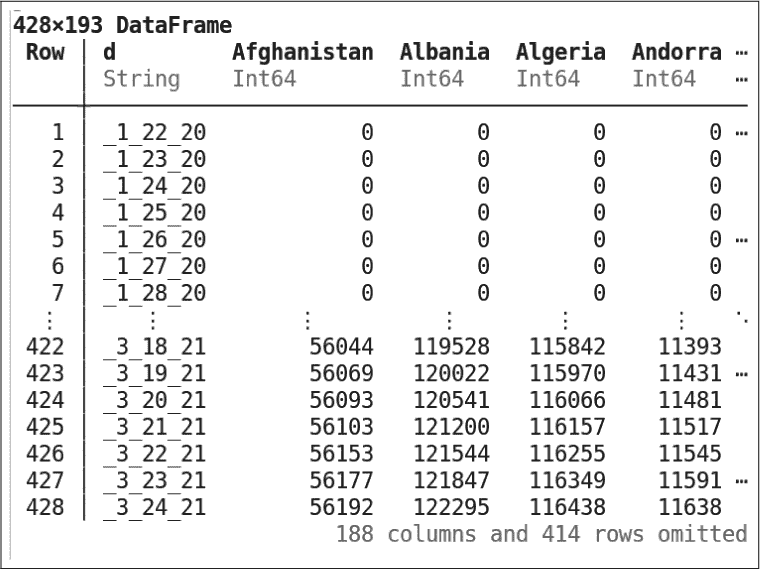 428×193 DataFrame
Row │ d Afghanistan Albania Algeria Andorra ⋯
│ String Int64 Int64 Int64 Int64 ⋯
1 │ _1_22_20 0 0 0 0 ⋯
2 │ _1_23_20 0 0 0 0
3 │ _1_24_20 0 0 0 0
4 │ _1_25_20 0 0 0 0
5 │ _1_26_20 0 0 0 0 ⋯
6 │ _1_27_20 0 0 0 0
7 │ _1_28_20 0 0 0 0
⋮ │ ⋮ ⋮ ⋮ ⋮ ⋮ ⋱
422 │ _3_18_21 56044 119528 115842 11393
423 │ _3_19_21 56069 120022 115970 11431 ⋯
424 │ _3_20_21 56093 120541 116066 11481
425 │ _3_21_21 56103 121200 116157 11517
426 │ _3_22_21 56153 121544 116255 11545
427 │ _3_23_21 56177 121847 116349 11591 ⋯
428 │ _3_24_21 56192 122295 116438 11638
188 columns and 414 rows omitted